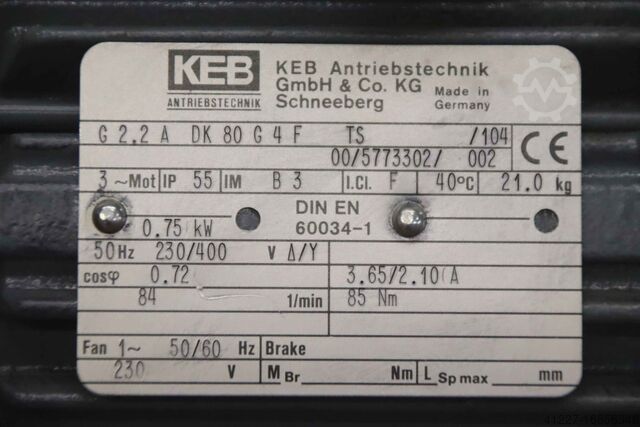 KEB
ANTRIEBSTECHNIK
KEB Antriebstechnik
GmbH & Co. KG
Schneeberg
Made in
Germany
G 2.2 A DK 80 G 4 F TS /104
00/5773302/ 002
CE
3 ~Mot IP 55 IM B 3 I.Cl. F 40°C 21.0 kg
0.75 kW
DIN EN
60034-1
50Hz 230/400 V Δ/Y
cosφ 0.72 3.65/2.10 A
84 1/min 85 Nm
Fan 1~ 50/60 Hz Brake
230 V M Br Nm L Sp max mm